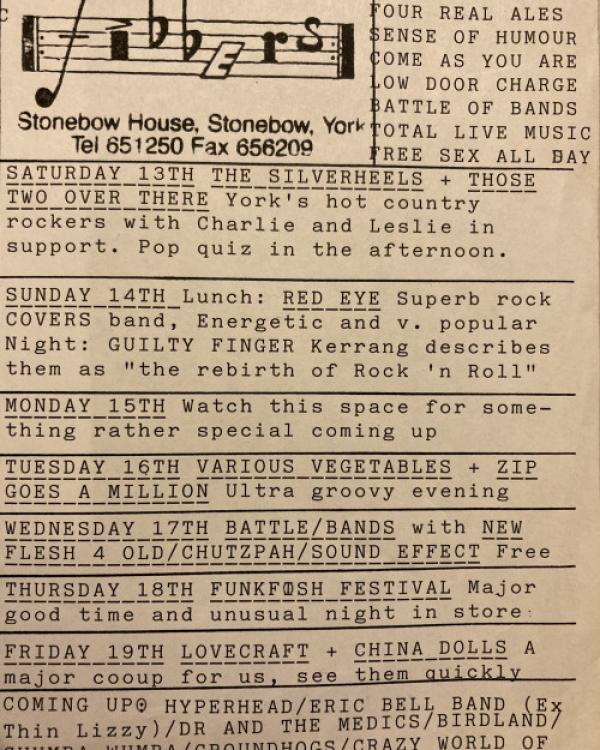 FOUR REAL ALES
SENSE OF HUMOUR
COME AS YOU ARE
LOW DOOR CHARGE
BATTLE OF BANDS
TOTAL LIVE MUSIC
FREE SEX ALL DAY
Fibbers
Stonebow House, Stonebow, York
Tel 651250 Fax 656209
SATURDAY 13TH THE SILVERHEELS + THOSE
TWO OVER THERE York's hot country
rockers with Charlie and Leslie in
support. Pop quiz in the afternoon.
SUNDAY 14TH Lunch: RED EYE Superb rock
COVERS band, Energetic and v. popular
Night: GUILTY FINGER Kerrang describes
them as "the rebirth of Rock 'n Roll"
MONDAY 15TH Watch this space for some-
thing rather special coming up
TUESDAY 16TH VARIOUS VEGETABLES + ZIP
GOES A MILLION Ultra groovy evening
WEDNESDAY 17TH BATTLE/BANDS with NEW
FLESH 4 OLD/CHUTZPAH/SOUND EFFECT Free
THURSDAY 18TH FUNKFISH FESTIVAL Major
good time and unusual night in store
FRIDAY 19TH LOVECRAFT + CHINA DOLLS A
major cooup for us, see them quickly
COMING UP: HYPERHEAD/ERIC BELL BAND (Ex
Thin Lizzy)/DR AND THE MEDICS/BIRDLAND/
CHUMBA WUMBA/GROUNDHOGS/CRAZY WORLD OF